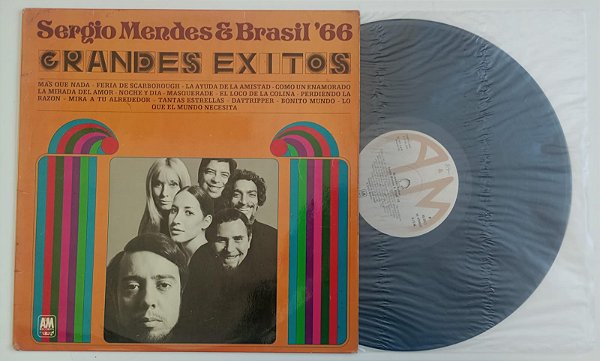 Sergio Mendes & Brasil '66
GRANDES EXITOS
MAS QUE NADA - FERIA DE SCARBOROUGH - LA AYUDA DE LA AMISTAD - COMO UN ENAMORADO
LA MIRADA DEL AMOR - NOCHE Y DIA - MASQUERADE - EL LOCO DE LA COLINA - PERDIENDO LA
RAZON - MIRA A TU ALREDEDOR - TANTAS ESTRELLAS - DAYTRIPPER - BONITO MUNDO - LO
QUE EL MUNDO NECESITA
A&M
AM